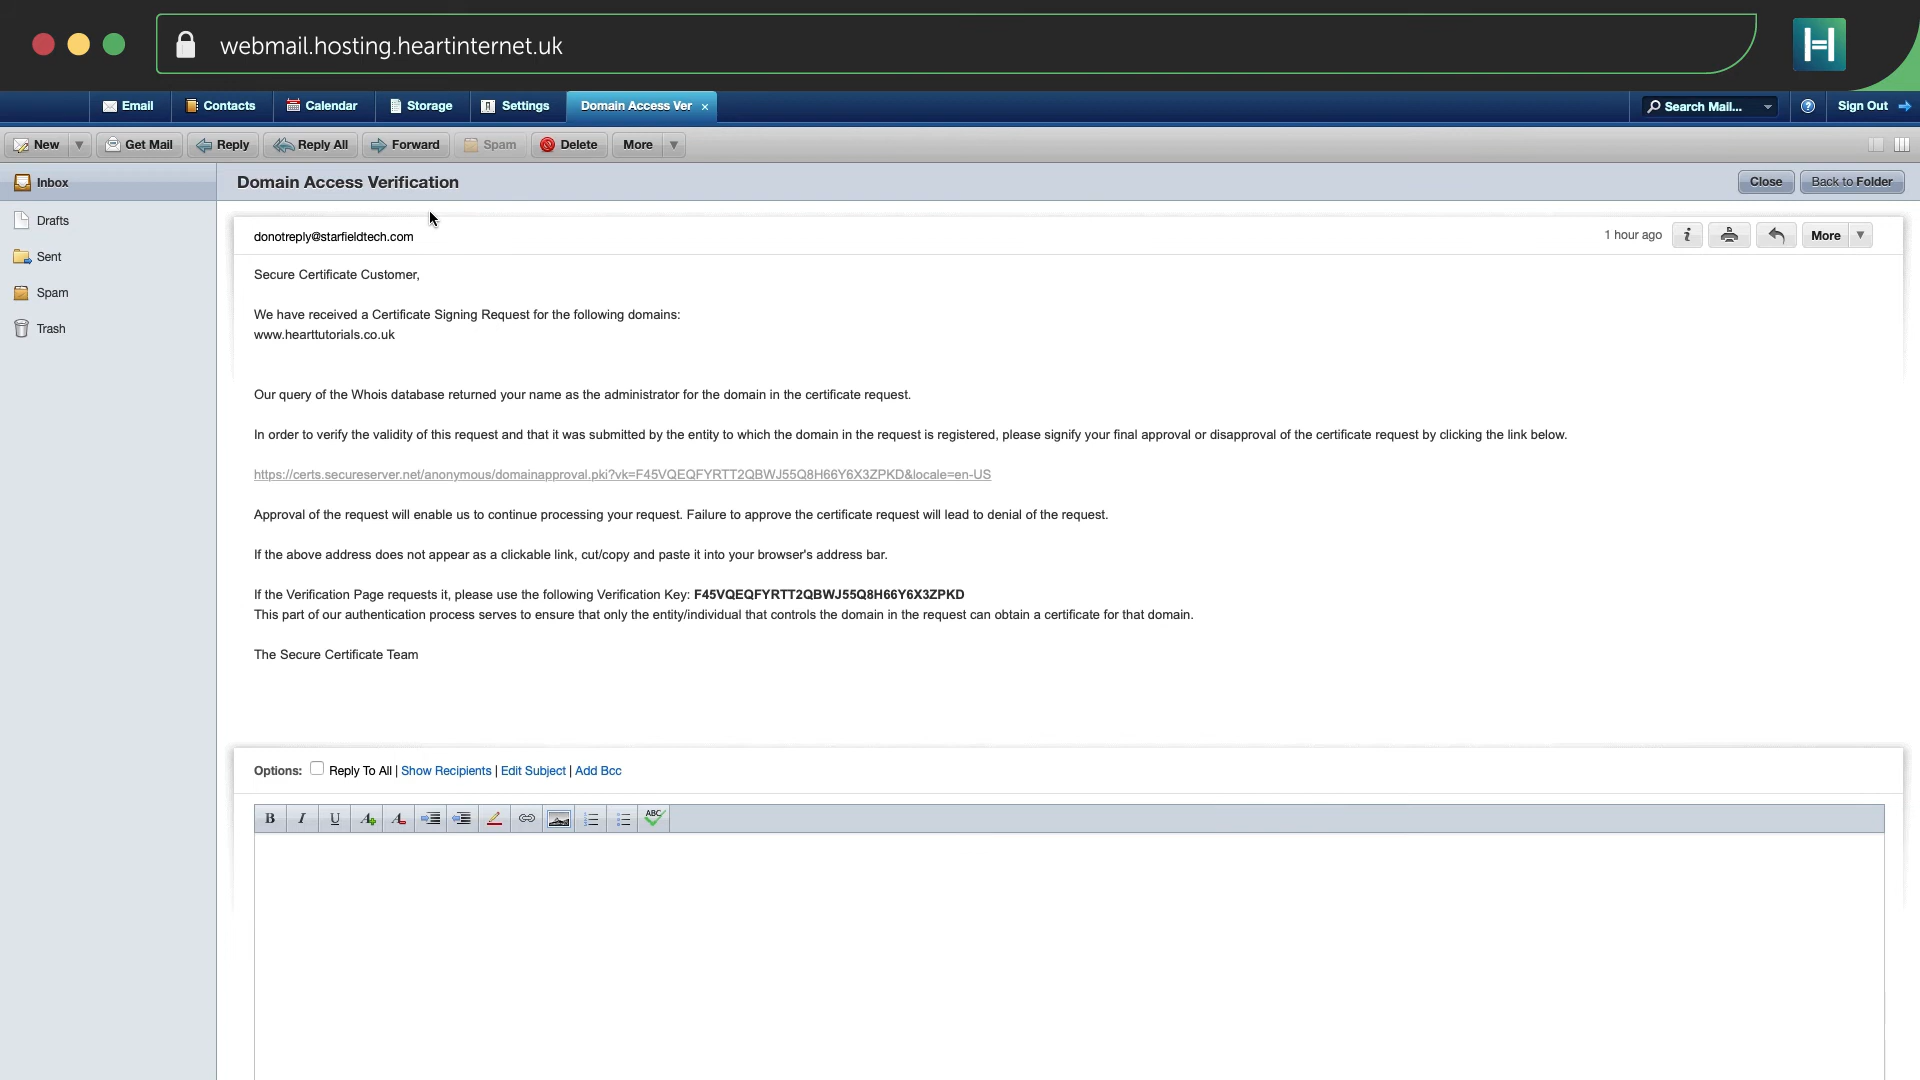 webmail.hosting.heartinternet.uk
Email Contacts Calendar Storage Settings Domain Access Ver × Search Mail... ? Sign Out
New Get Mail Reply Reply All Forward Spam Delete More
Inbox
Drafts
Sent
Spam
Trash
Domain Access Verification Close Back to Folder
donotreply@starfieldtech.com 1 hour ago i More
Secure Certificate Customer,
We have received a Certificate Signing Request for the following domains:
www.hearttutorials.co.uk
Our query of the Whois database returned your name as the administrator for the domain in the certificate request.
In order to verify the validity of this request and that it was submitted by the entity to which the domain in the request is registered, please signify your final approval or disapproval of the certificate request by clicking the link below.
https://certs.secureserver.net/anonymous/domainapproval.pki?vk=F45VQEQFYRTT2QBWJ55Q8H66Y6X3ZPKD&locale=en-US
Approval of the request will enable us to continue processing your request. Failure to approve the certificate request will lead to denial of the request.
If the above address does not appear as a clickable link, cut/copy and paste it into your browser's address bar.
If the Verification Page requests it, please use the following Verification Key: F45VQEQFYRTT2QBWJ55Q8H66Y6X3ZPKD
This part of our authentication process serves to ensure that only the entity/individual that controls the domain in the request can obtain a certificate for that domain.
The Secure Certificate Team
Options: Reply To All | Show Recipients | Edit Subject | Add Bcc
B I U A A ABC